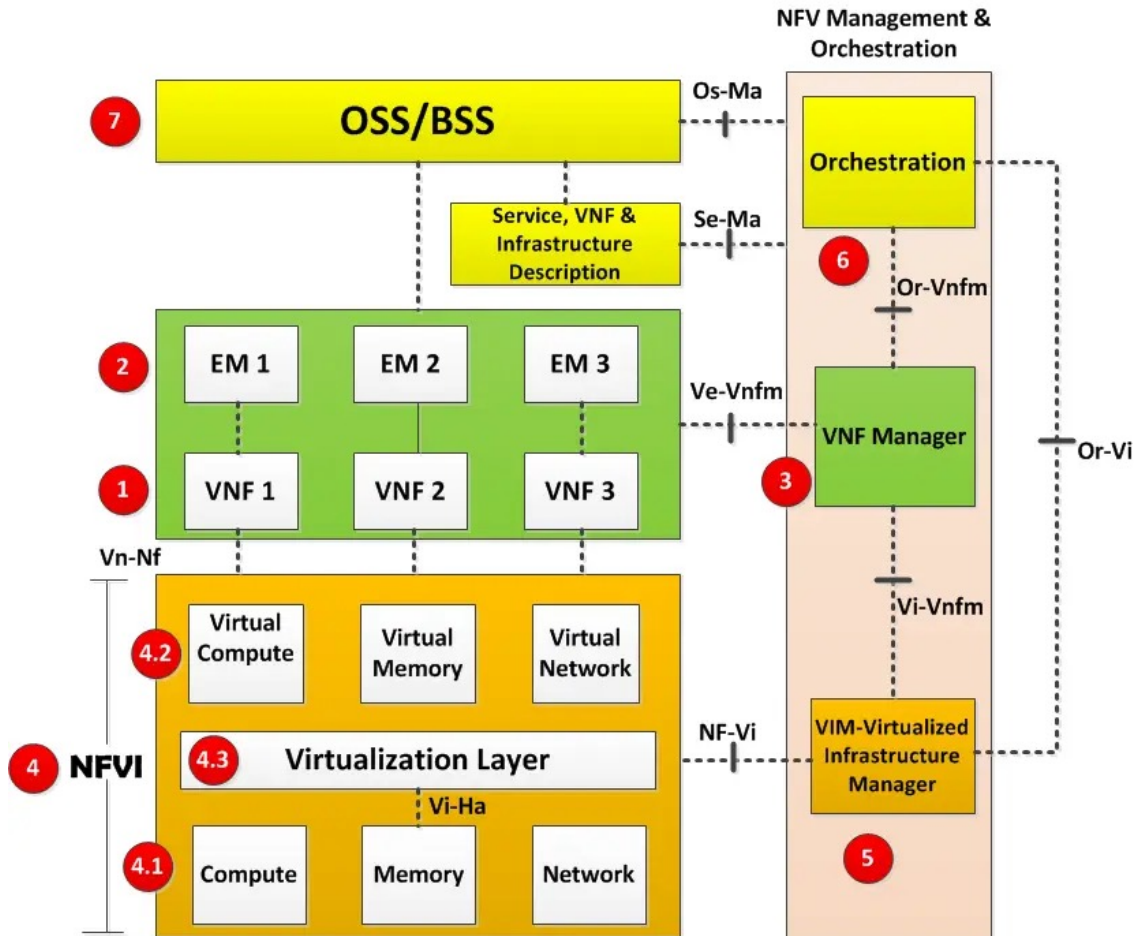 NFV Management &
Orchestration
Os-Ma
7
OSS/BSS
Orchestration
Service, VNF &
Infrastructure
Description
Se-Ma
6
Or-Vnfm
2
EM 1
EM 2
EM 3
Ve-Vnfm
VNF Manager
Or-Vi
1
VNF 1
VNF 2
VNF 3
3
Vn-Nf
Vi-Vnfm
4.2
Virtual
Compute
Virtual
Memory
Virtual
Network
4
NFVI
4.3
Virtualization Layer
NF-Vi
VIM-Virtualized
Infrastructure
Manager
Vi-Ha
4.1
Compute
Memory
Network
5